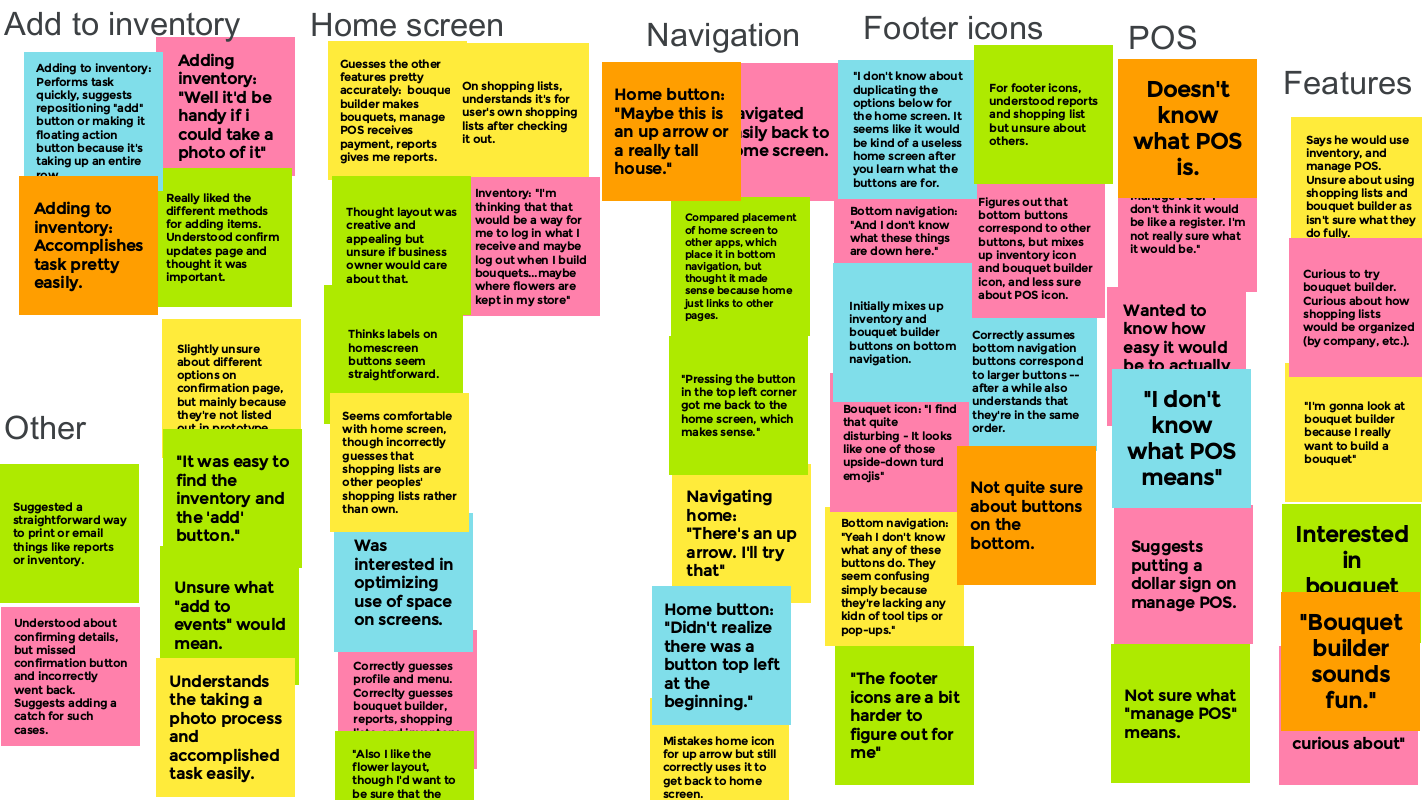 Add to inventory
Adding to inventory:
Performs task
quickly, suggests
repositioning "add"
button or making it
floating action
button because it's
taking up an entire
row.
Adding
inventory:
"Well it'd be
handy if i
could take a
photo of it"
Adding to
inventory:
Accomplishes
task pretty
easily.
Really liked the
different methods
for adding items.
Understood confirm
updates page and
thought it was
important.
Slightly unsure
about different
options on
confirmation page,
but mainly because
they're not listed
out in prototype
"It was easy to
find the
inventory and
the 'add'
button."
Unsure what
"add to
events" would
mean.
Understands
the taking a
photo process
and
accomplished
task easily.
Other
Suggested a
straightforward way
to print or email
things like reports
or inventory.
Understood about
confirming details,
but missed
confirmation button
and incorrectly
went back.
Suggests adding a
catch for such
cases.
Home screen
Guesses the other
features pretty
accurately: bouque
builder makes
bouquets, manage
POS receives
payment, reports
gives me reports.
On shopping lists,
understands it's for
user's own shopping
lists after checking
it out.
Thought layout was
creative and
appealing but
unsure if business
owner would care
about that.
Inventory: "I'm
thinking that that
would be a way for
me to log in what I
receive and maybe
log out when I build
bouquets...maybe
where flowers are
kept in my store"
Thinks labels on
homescreen
buttons seem
straightforward.
Seems comfortable
with home screen,
though incorrectly
guesses that
shopping lists are
other peoples'
shopping lists rather
than own.
Was
interested in
optimizing
use of space
on screens.
Correctly guesses
profile and menu.
Correclty guesses
bouquet builder,
reports, shopping
"Also I like the
flower layout,
though I'd want to
be sure that the
Navigation
Home button:
"Maybe this is
an up arrow or
a really tall
house."
avigated
sily back to
ome screen.
Compared placement
of home screen to
other apps, which
place it in bottom
navigation, but
thought it made
sense because home
just links to other
pages.
"Pressing the button
in the top left corner
got me back to the
home screen, which
makes sense."
Navigating
home:
"There's an up
arrow. I'll try
that"
Home button:
"Didn't realize
there was a
button top left
at the
beginning."
Mistakes home icon
for up arrow but still
correctly uses it to
get back to home
screen.
Footer icons
"I don't know about
duplicating the
options below for
the home screen. It
seems like it would
be kind of a useless
home screen after
you learn what the
buttons are for.
For footer icons,
understood reports
and shopping list
but unsure about
others.
Bottom navigation:
"And I don't know
what these things
are down here."
Figures out that
bottom buttons
correspond to other
buttons, but mixes
up inventory icon
and bouquet builder
icon, and less sure
about POS icon.
Initially mixes up
inventory and
bouquet builder
buttons on bottom
navigation.
Correctly assumes
bottom navigation
buttons correspond
to larger buttons --
after a while also
understands that
they're in the same
order.
Bouquet icon: "I find
that quite
disturbing - It looks
like one of those
upside-down turd
emojis"
Not quite sure
about buttons
on the
bottom.
Bottom navigation:
"Yeah I don't know
what any of these
buttons do. They
seem confusing
simply because
they're lacking any
kidn of tool tips or
pop-ups."
"The footer
icons are a bit
harder to
figure out for
me"
POS
Doesn't
know
what POS
is.
don't think it would
be like a register. I'm
not really sure what
it would be."
Wanted to
know how
easy it would
be to actually
"I don't
know
what POS
means"
Suggests
putting a
dollar sign on
manage POS.
Not sure what
"manage POS"
means.
Features
Says he would use
inventory, and
manage POS.
Unsure about using
shopping lists and
bouquet builder as
isn't sure what they
do fully.
Curious to try
bouquet builder.
Curious about how
shopping lists
would be organized
(by company, etc.).
"I'm gonna look at
bouquet builder
because I really
want to build a
bouquet"
Interested
in
bouquet
"Bouquet
builder
sounds
fun."
curious about"